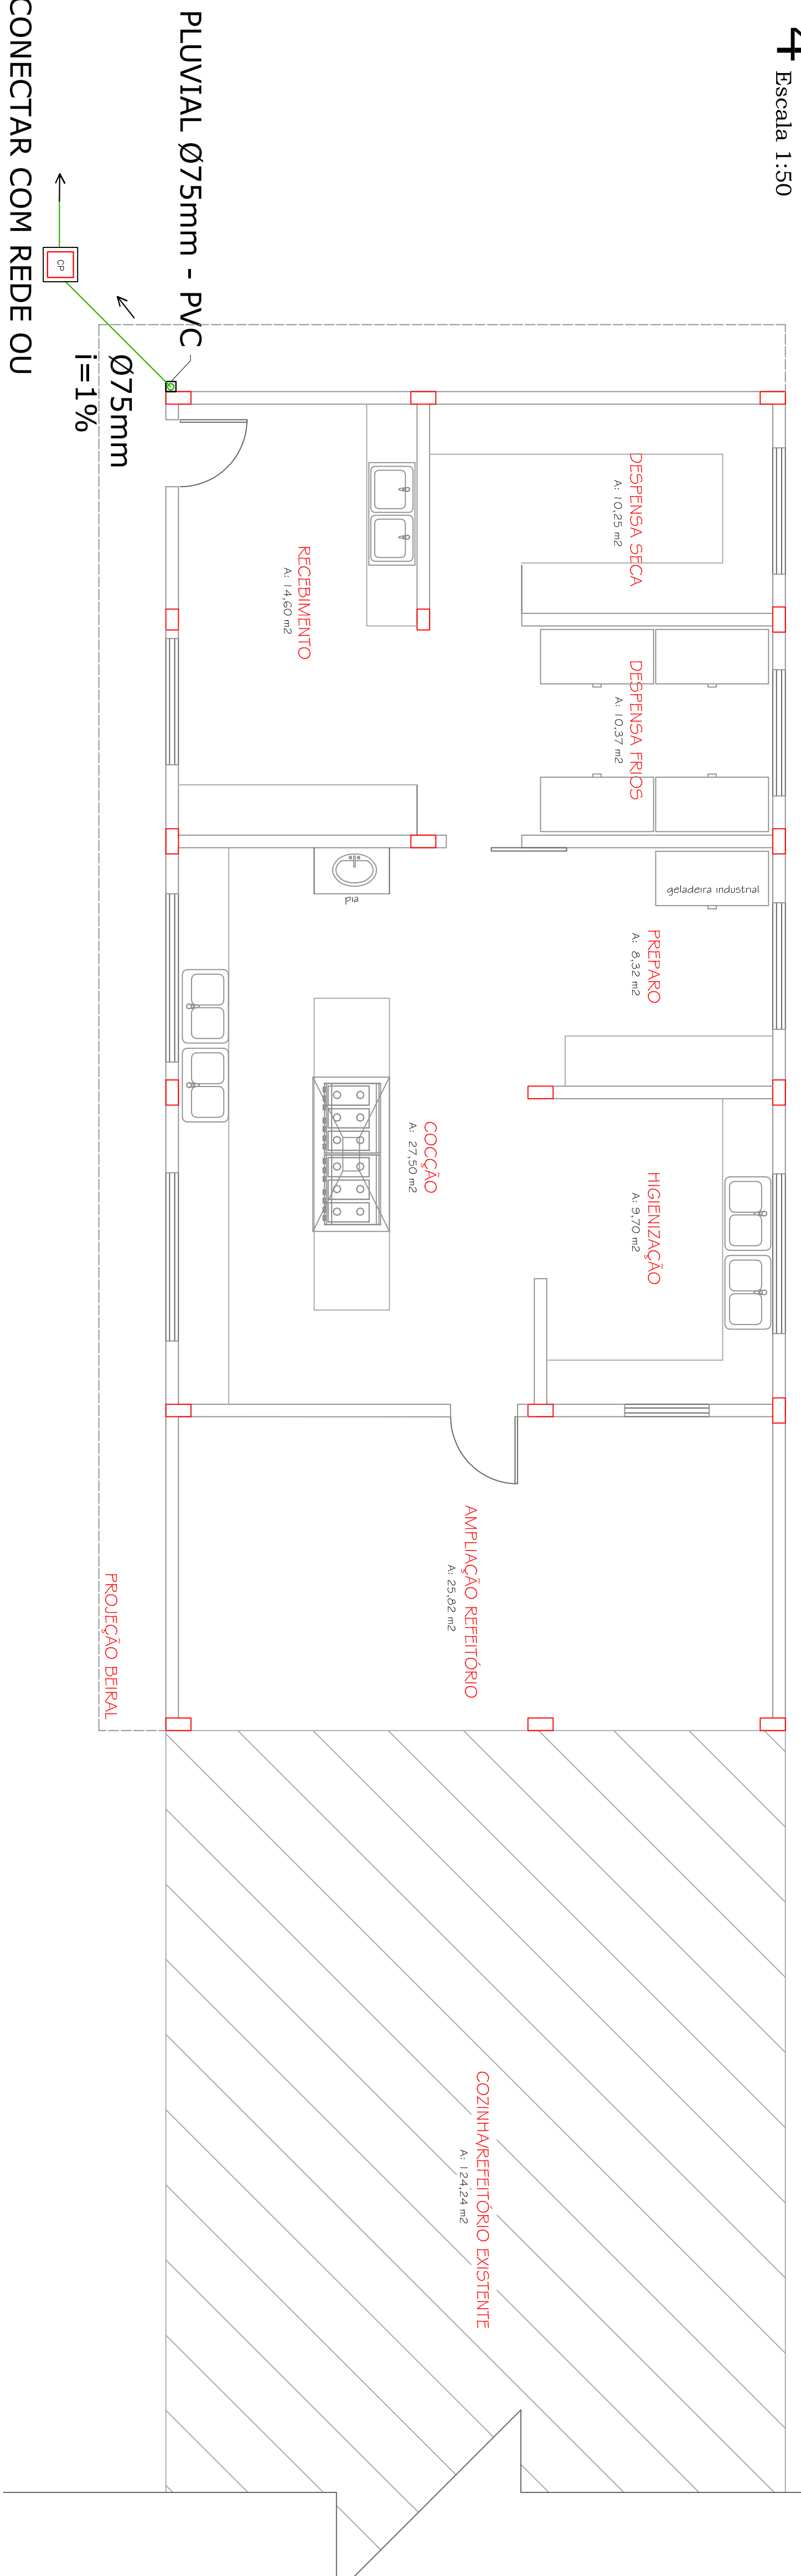 4
Escala 1:50
PLUVIAL Ø75mm - PVC
CONECTAR COM REDE OU
CP
Ø75mm
i=1%
DESPENSA SECA
A: 10,25 m2
RECEBIMENTO
A: 14,60 m2
DESPENSA FRIOS
A: 10,37 m2
geladeira industrial
pia
PREPARO
A: 8,32 m2
COCÇÃO
A: 27,50 m2
HIGIENIZAÇÃO
A: 9,70 m2
AMPLIAÇÃO REFEITÓRIO
A: 25,82 m2
PROJEÇÃO BEIRAL
COZINHA/REFEITÓRIO EXISTENTE
A: 124,24 m2